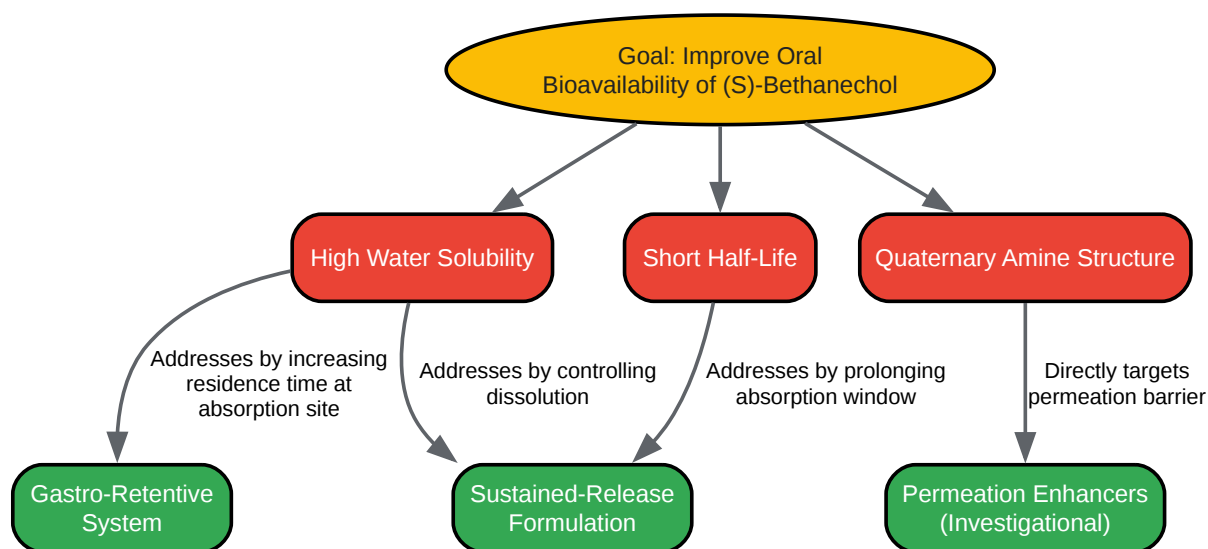 Goal: Improve Oral
Bioavailability of (S)-Bethanechol
High Water Solubility
Short Half-Life
Quaternary Amine Structure
Addresses by increasing
residence time at
absorption site
Addresses by controlling
dissolution
Addresses by prolonging
absorption window
Directly targets
permeation barrier
Gastro-Retentive
System
Sustained-Release
Formulation
Permeation Enhancers
(Investigational)